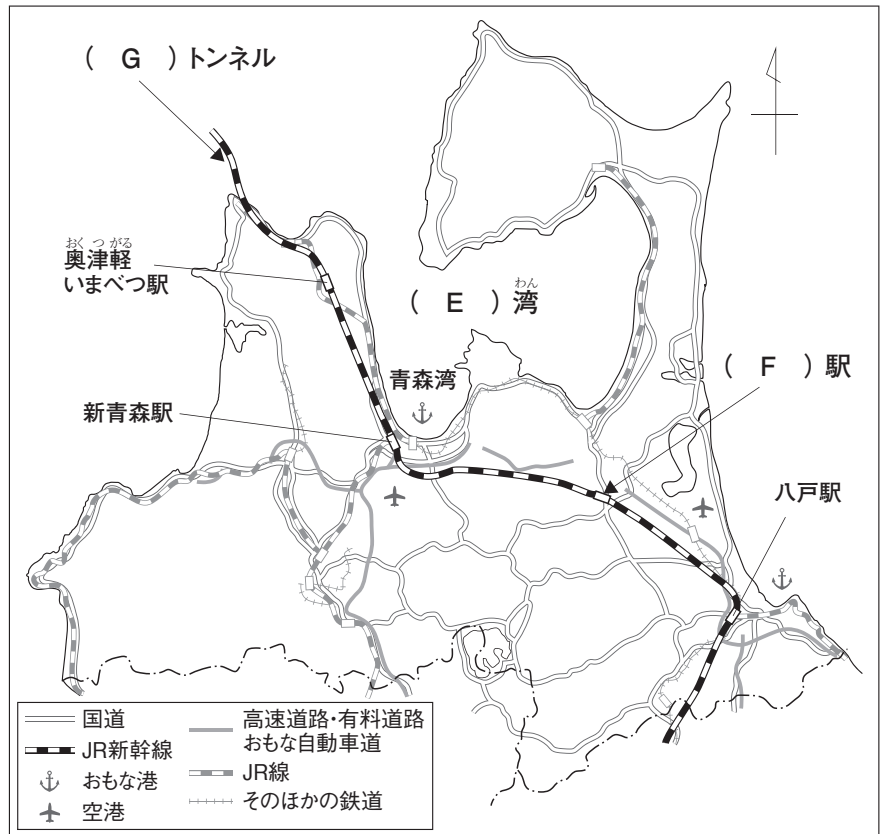 ( G )トンネル
おくつがる
奥津軽
いまべつ駅
わん
( E )湾
( F )駅
青森湾
新青森駅
八戸駅
国道
JR新幹線
おもな港
空港
高速道路・有料道路
おもな自動車道
JR線
そのほかの鉄道